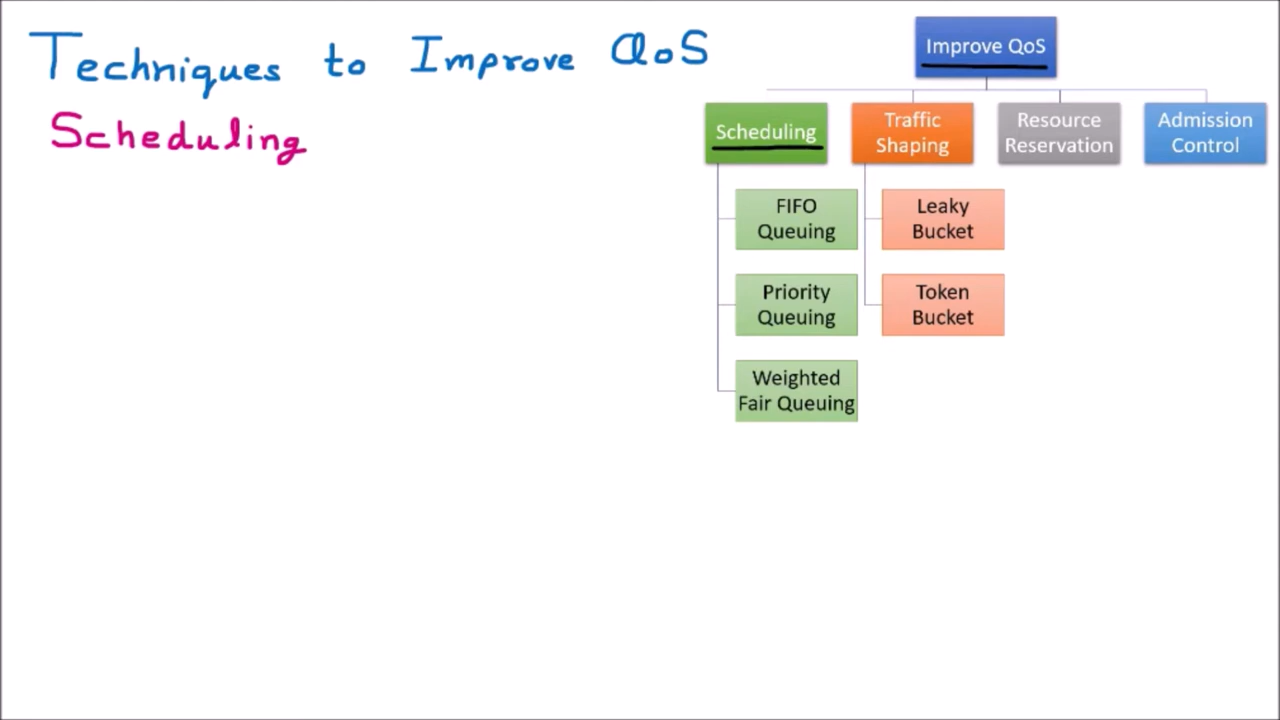 Techniques to Improve QoS
Scheduling
Improve QoS
Scheduling
Traffic
Shaping
Resource
Reservation
Admission
Control
FIFO
Queuing
Leaky
Bucket
Priority
Queuing
Token
Bucket
Weighted
Fair Queuing